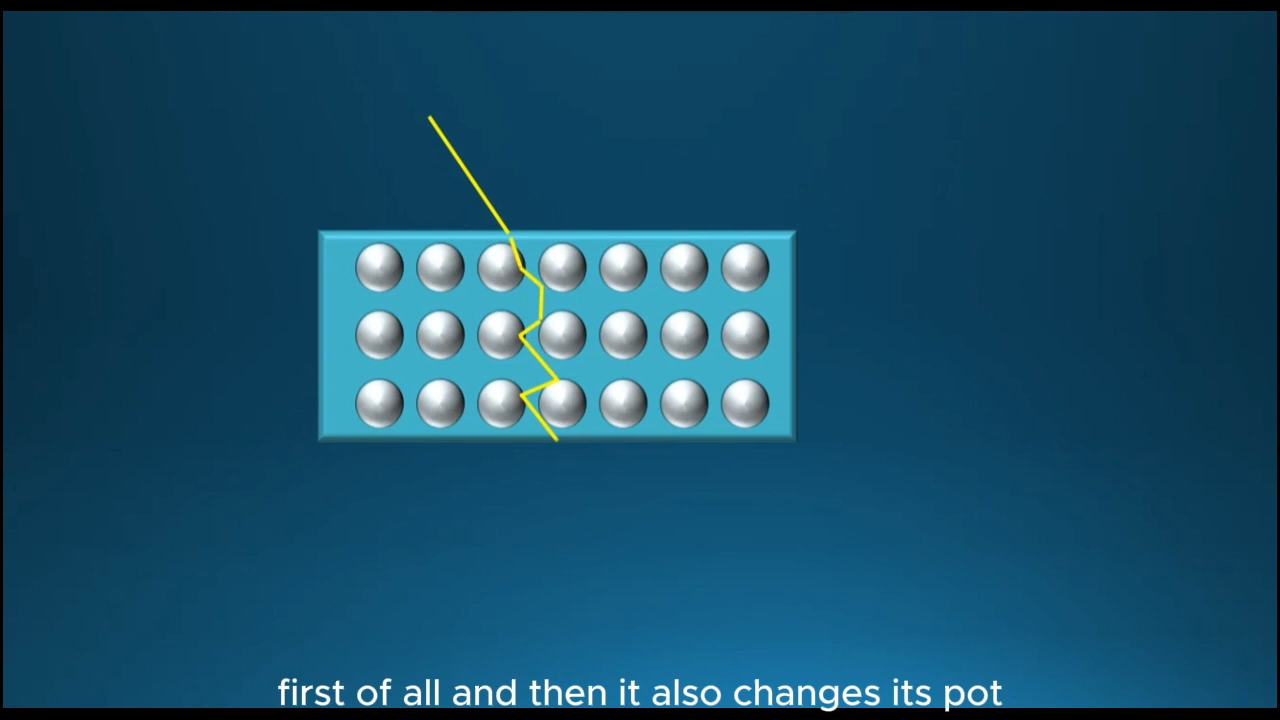 first of all and then it also changes its pot